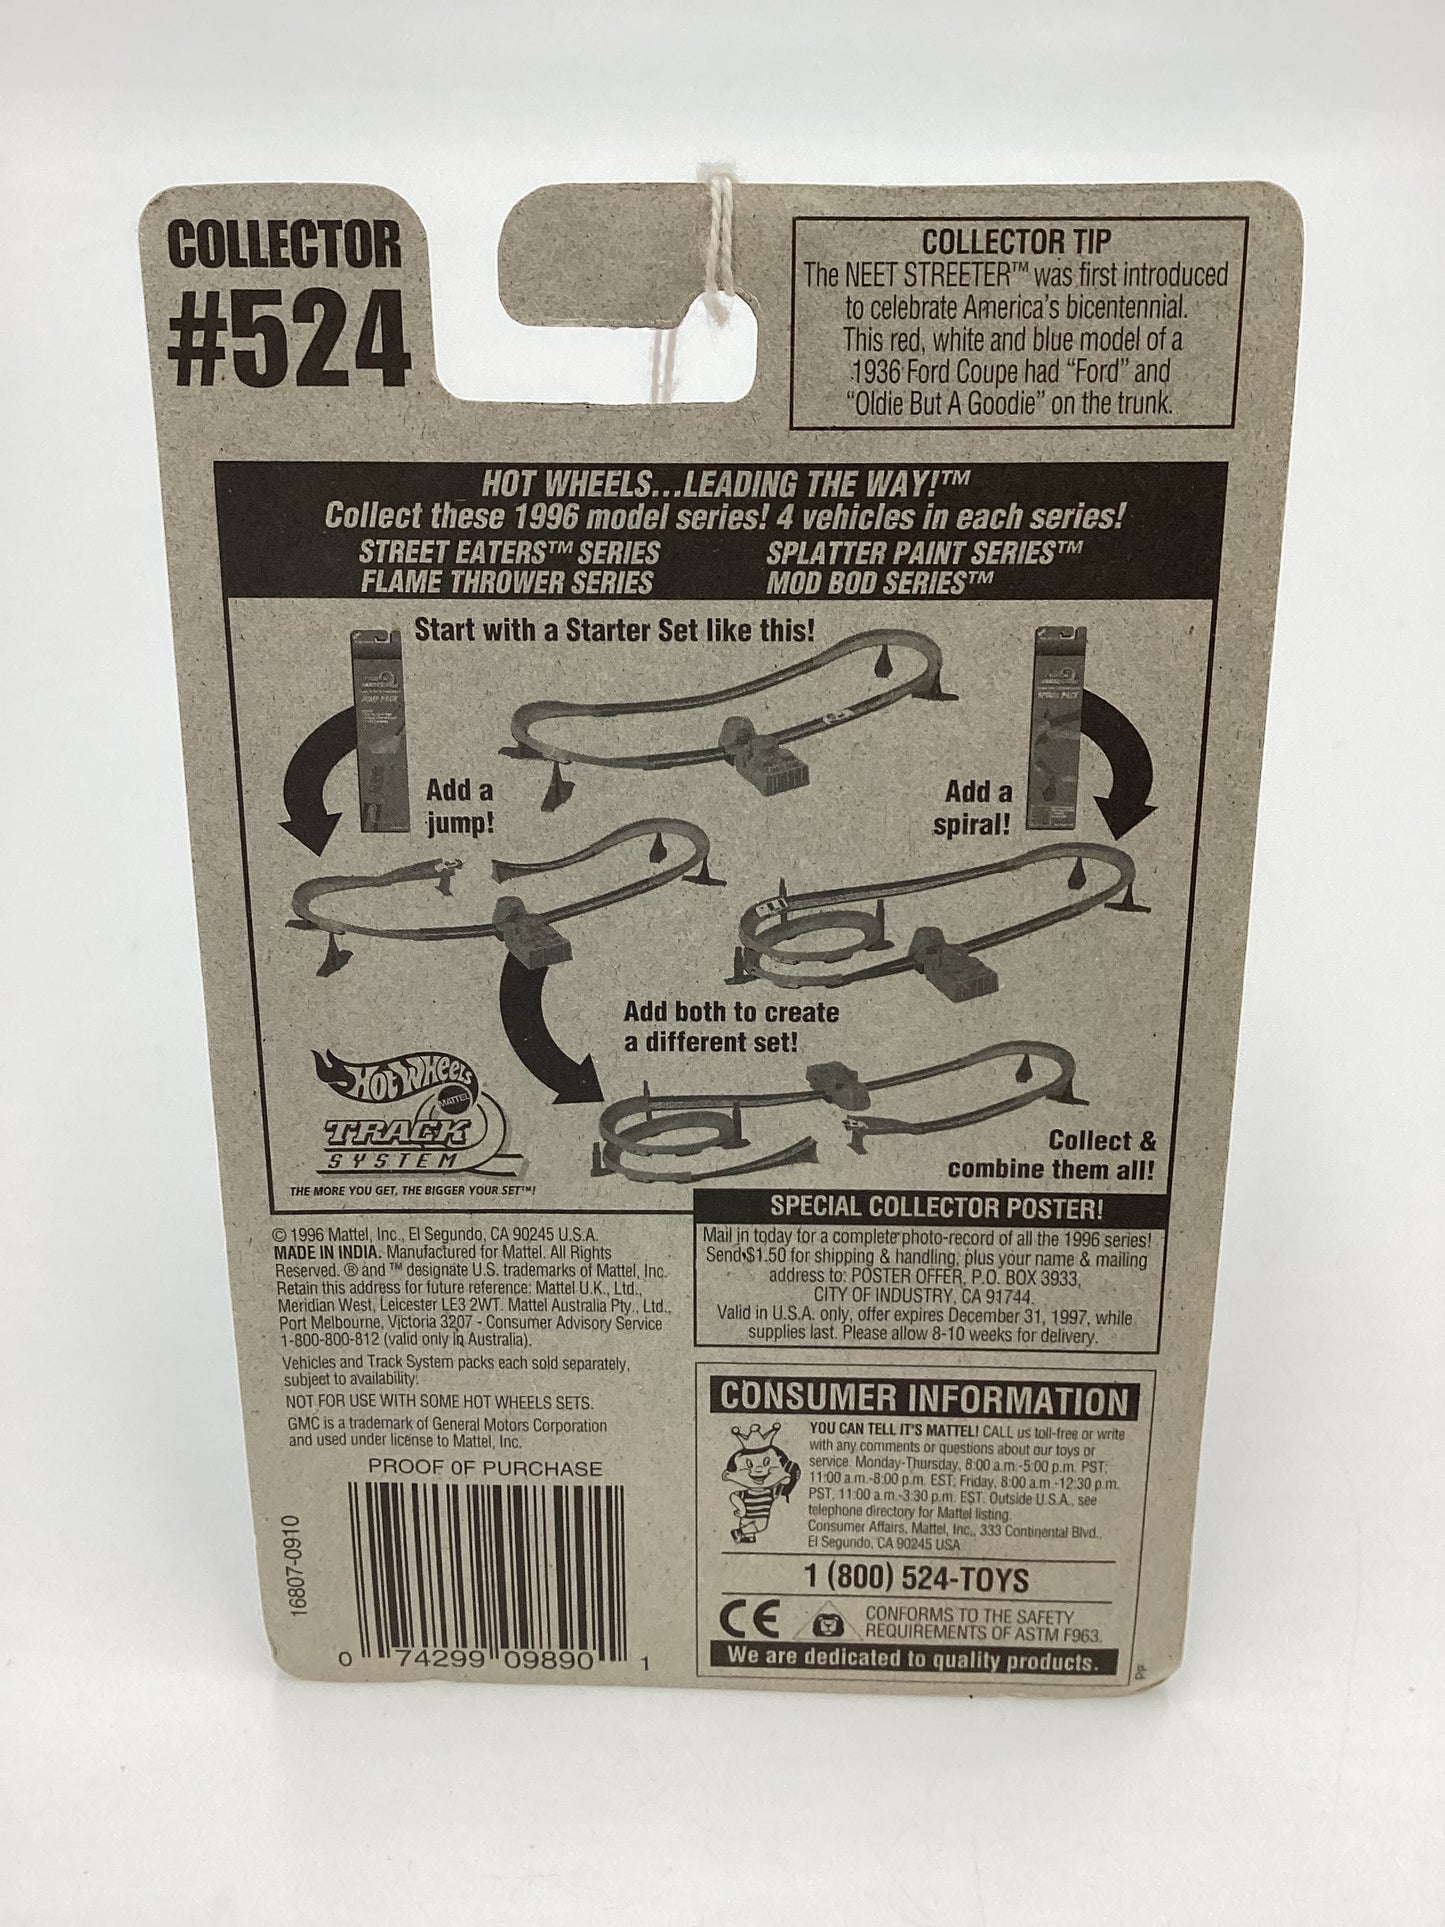 COLLECTOR
#524
COLLECTOR TIP
The NEET STREETER™ was first introduced
to celebrate America's bicentennial.
This red, white and blue model of a
1936 Ford Coupe had "Ford" and
"Oldie But A Goodie" on the trunk.
HOT WHEELS...LEADING THE WAY!™
Collect these 1996 model series! 4 vehicles in each series!
STREET EATERS™ SERIES
SPLATTER PAINT SERIES™
FLAME THROWER SERIES
MOD BOD SERIES™
Start with a Starter Set like this!
JUMP PACK
SPIRAL PACK
Add a
jump!
Add a
spiral!
Add both to create
a different set!
HOT WHEELS
MATTEL
TRACK
SYSTEM
THE MORE YOU GET, THE BIGGER YOUR SET™!
Collect &
combine them all!
SPECIAL COLLECTOR POSTER!
Mail in today for a complete photo-record of all the 1996 series!
Send $1.50 for shipping & handling, plus your name & mailing
address to: POSTER OFFER, P.O. BOX 3933,
CITY OF INDUSTRY, CA 91744.
Valid in U.S.A. only, offer expires December 31, 1997, while
supplies last. Please allow 8-10 weeks for delivery.
© 1996 Mattel, Inc., El Segundo, CA 90245 U.S.A.
MADE IN INDIA. Manufactured for Mattel. All Rights
Reserved. ® and ™ designate U.S. trademarks of Mattel, Inc.
Retain this address for future reference: Mattel U.K., Ltd.,
Meridian West, Leicester LE3 2WT. Mattel Australia Pty., Ltd.,
Port Melbourne, Victoria 3207 - Consumer Advisory Service
1-800-800-812 (valid only in Australia).
Vehicles and Track System packs each sold separately,
subject to availability.
NOT FOR USE WITH SOME HOT WHEELS SETS.
GMC is a trademark of General Motors Corporation
and used under license to Mattel, Inc.
PROOF OF PURCHASE
16807-0910
0 74299 09890 1
CONSUMER INFORMATION
YOU CAN TELL IT'S MATTEL! CALL us toll-free or write
with any comments or questions about our toys or
service. Monday-Thursday, 8:00 a.m.-5:00 p.m. PST;
11:00 a.m.-8:00 p.m. EST; Friday, 8:00 a.m.-12:30 p.m.
PST, 11:00 a.m.-3:30 p.m. EST. Outside U.S.A., see
telephone directory for Mattel listing.
Consumer Affairs, Mattel, Inc., 333 Continental Blvd.,
El Segundo, CA 90245 USA
1 (800) 524-TOYS
CE
CONFORMS TO THE SAFETY
REQUIREMENTS OF ASTM F963.
We are dedicated to quality products.
PF